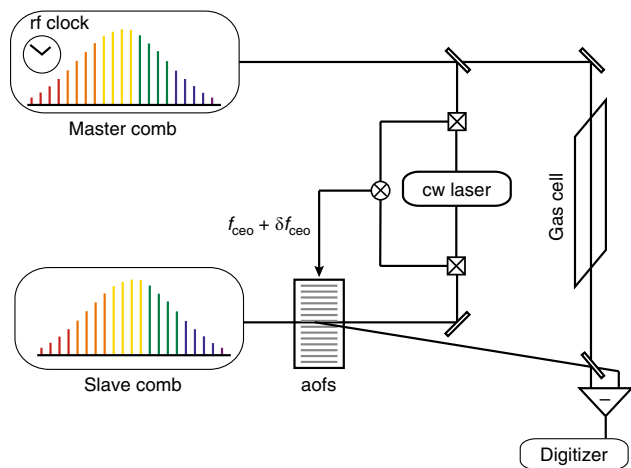 rf clock
Master comb
cw laser
Gas cell
f_ceo + δf_ceo
Slave comb
aofs
−
Digitizer